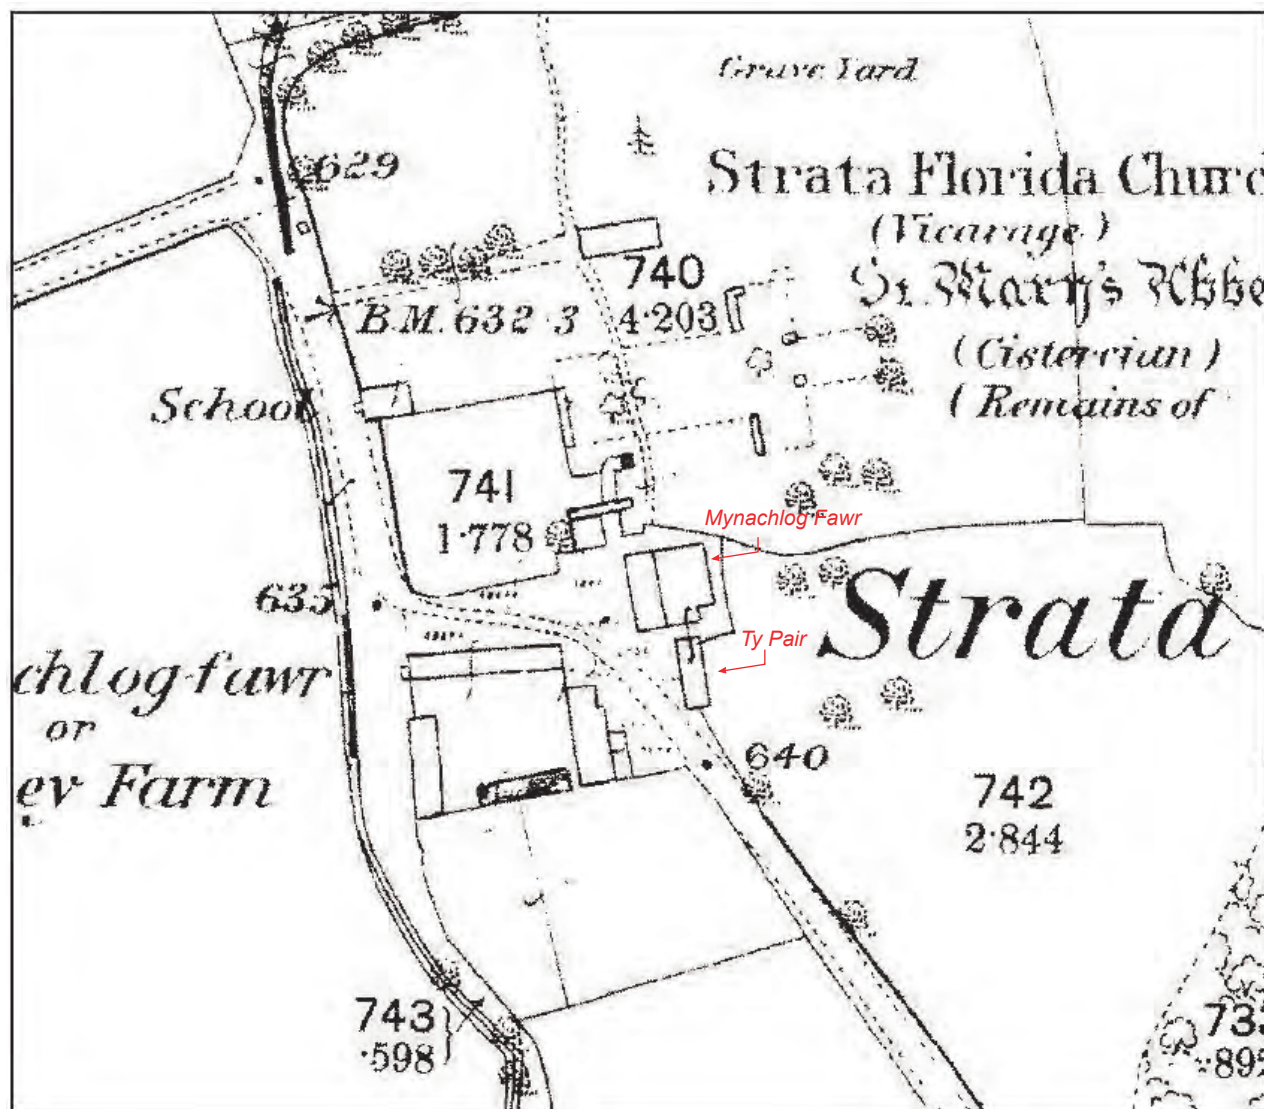 Grave Yard
629
Strata Florida Churc
(Vicarage)
740
4·203
St. Mary's Abbe
B.M. 632·3
(Cistercian)
(Remains of
School
741
1·778
Mynachlog Fawr
635
Strata
Ty Pair
chlog-fawr
or
ey Farm
640
742
2·844
743
·598
733
·892